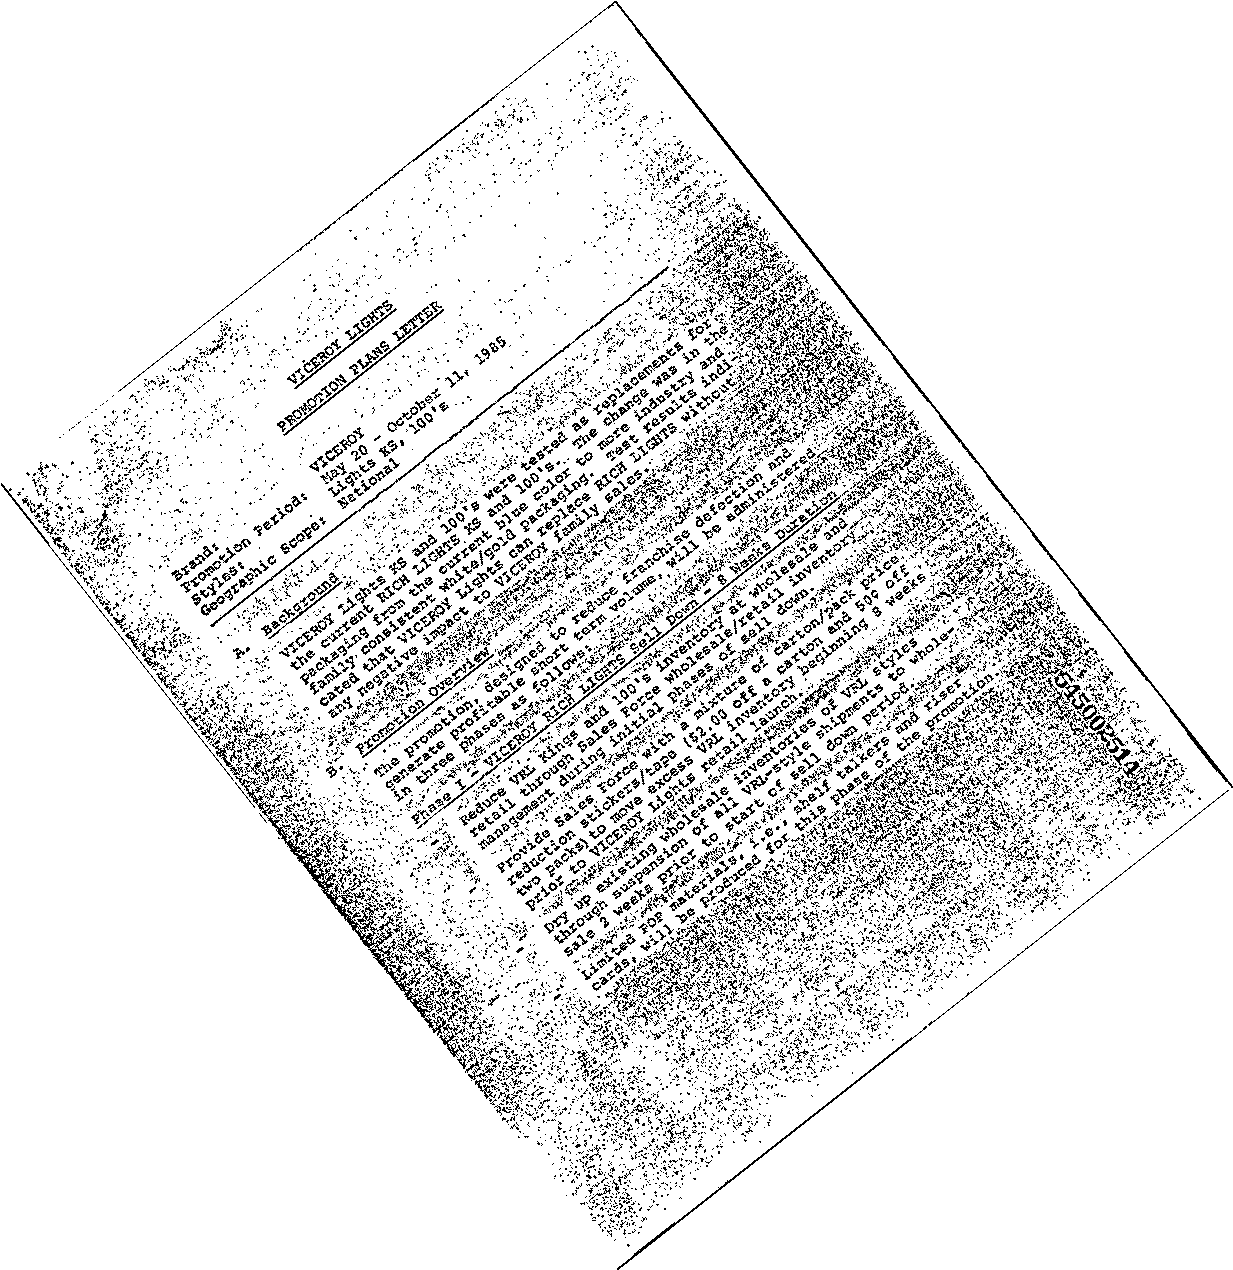 VICEROY LIGHTS
PROMOTION PLANS LETTER
Brand: VICEROY
Promotion Period: May 20 - October 11, 1985
Styles: Lights KS, 100's
Geographic Scope: National
A. Background
VICEROY Lights KS and 100's were tested as replacements for
the current RICH LIGHTS KS and 100's. The change was in the
packaging from the current blue color to more industry and
family consistent white/gold packaging. Test results indi-
cated that VICEROY Lights can replace RICH LIGHTS without
any negative impact to VICEROY family sales.
B. Promotion Overview
The promotion, designed to reduce franchise defection and
generate profitable short term volume, will be administered
in three phases as follows:
Phase I - VICEROY RICH LIGHTS Sell Down - 8 Weeks Duration
- Reduce VRL Kings and 100's inventory at wholesale and
retail through Sales Force wholesale/retail inventory
management during initial phases of sell down.
- Provide Sales Force with a mixture of carton/pack price
reduction stickers/tape ($2.00 off a carton and 50¢ off
two packs) to move excess VRL inventory beginning 8 weeks
prior to VICEROY Lights retail launch.
- Dry up existing wholesale inventories of VRL styles
through suspension of all VRL-style shipments to whole-
sale 2 weeks prior to start of sell down period.
- Limited POP materials, i.e., shelf talkers and riser
cards, will be produced for this phase of the promotion.